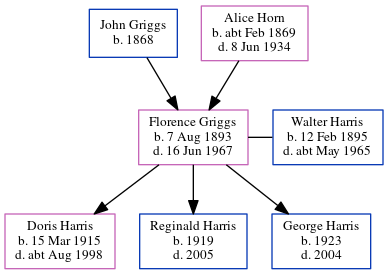 John Griggs
b. 1868
Alice Horn
b. abt Feb 1869
d. 8 Jun 1934
Florence Griggs
b. 7 Aug 1893
d. 16 Jun 1967
Walter Harris
b. 12 Feb 1895
d. abt May 1965
Doris Harris
b. 15 Mar 1915
d. abt Aug 1998
Reginald Harris
b. 1919
d. 2005
George Harris
b. 1923
d. 2004